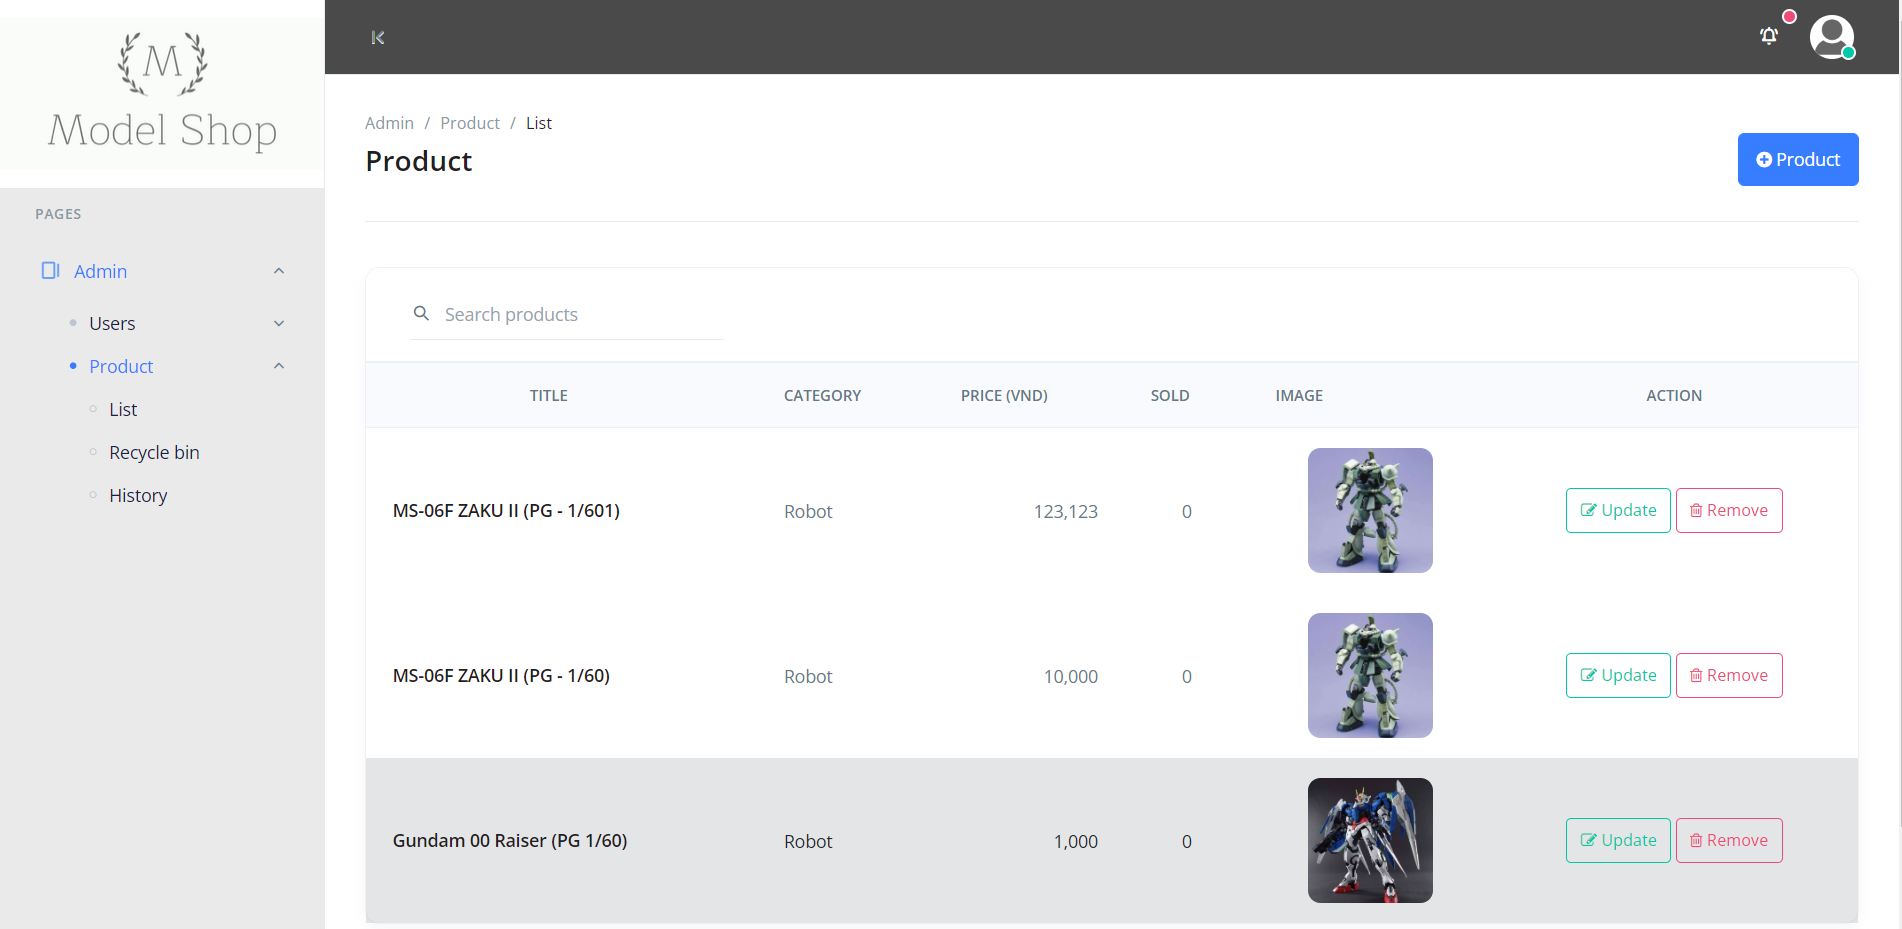 M
Model Shop
PAGES
Admin
Users
Product
List
Recycle bin
History
Admin / Product / List
Product
Product
Search products
TITLE CATEGORY PRICE (VND) SOLD IMAGE ACTION
MS-06F ZAKU II (PG - 1/601) Robot 123,123 0 Update Remove
MS-06F ZAKU II (PG - 1/60) Robot 10,000 0 Update Remove
Gundam 00 Raiser (PG 1/60) Robot 1,000 0 Update Remove